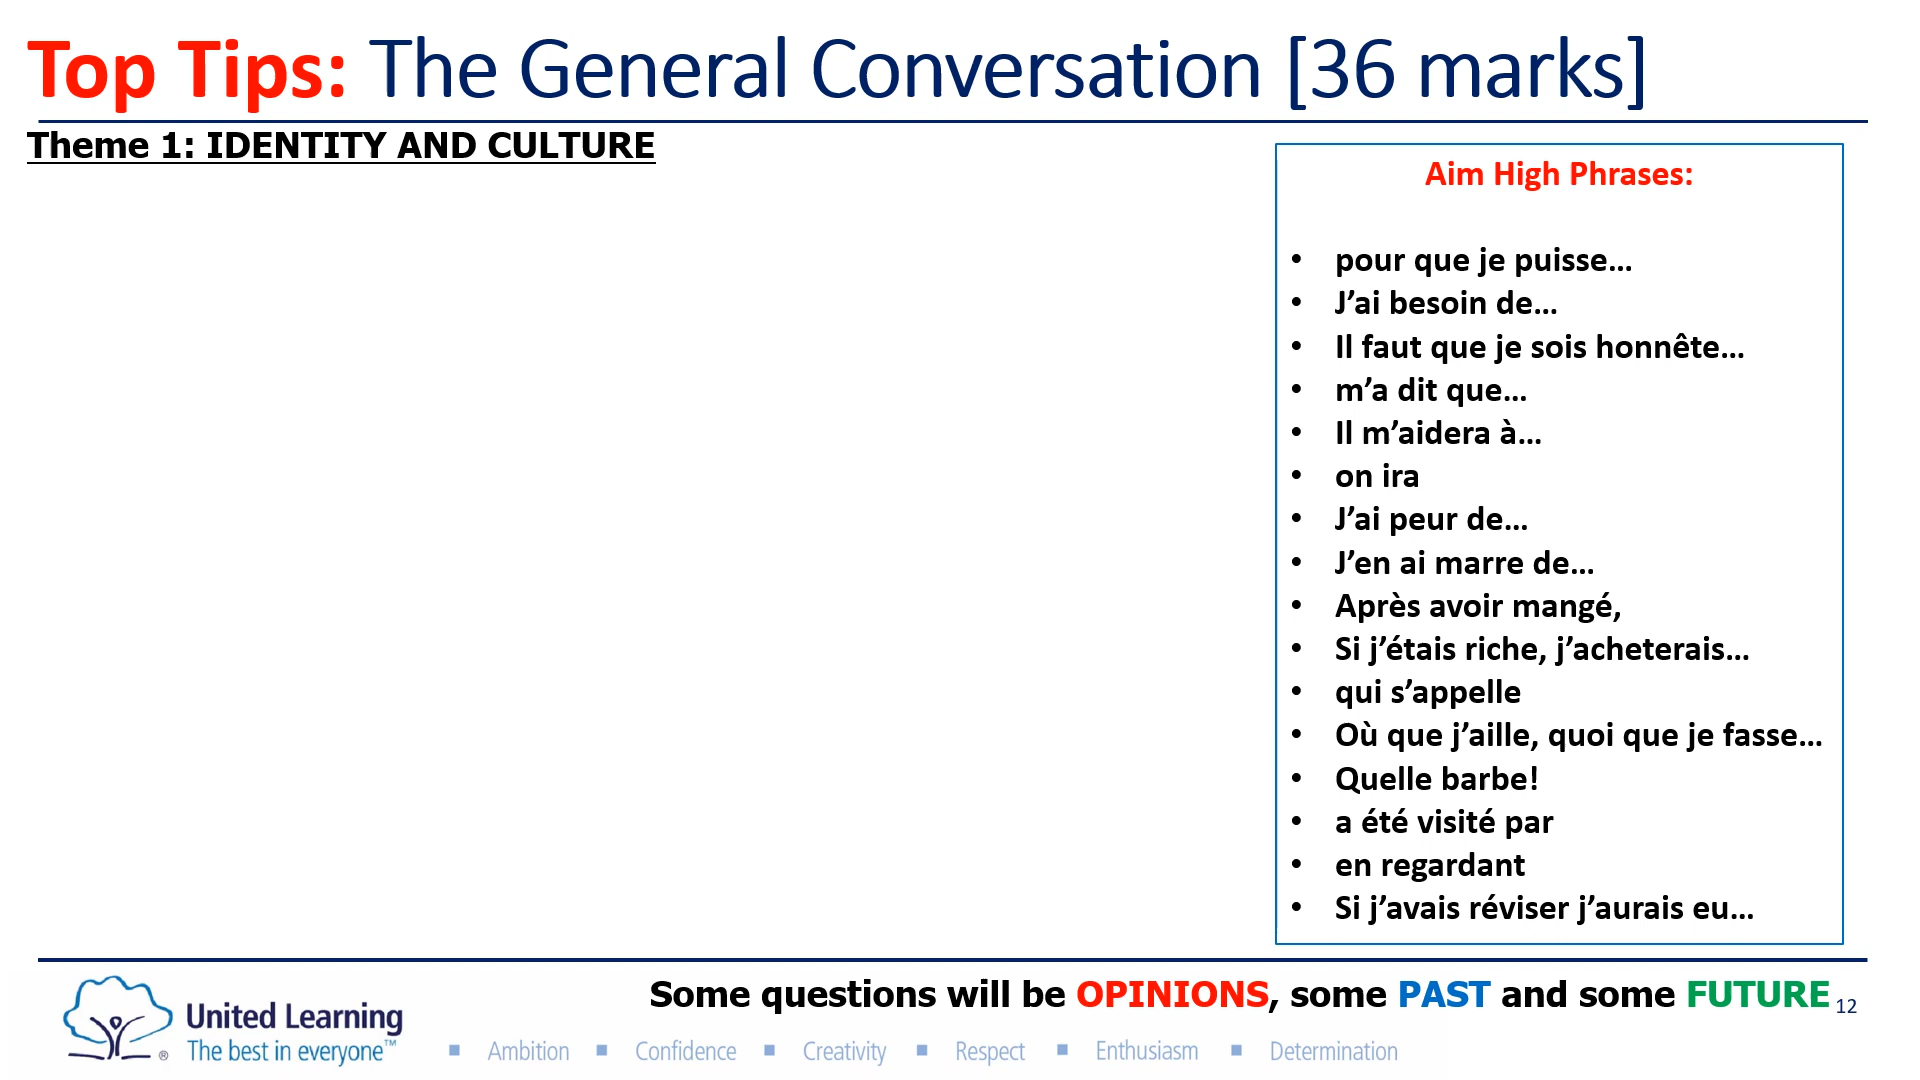 Top Tips: The General Conversation [36 marks]
Theme 1: IDENTITY AND CULTURE
Aim High Phrases:
• pour que je puisse...
• J’ai besoin de...
• Il faut que je sois honnête...
• m’a dit que...
• Il m’aidera à...
• on ira
• J’ai peur de...
• J’en ai marre de...
• Après avoir mangé,
• Si j’étais riche, j’acheterais...
• qui s’appelle
• Où que j’aille, quoi que je fasse...
• Quelle barbe!
• a été visité par
• en regardant
• Si j’avais réviser j’aurais eu...
Some questions will be OPINIONS, some PAST and some FUTURE 12
United Learning
The best in everyone™
®
▪ Ambition ▪ Confidence ▪ Creativity ▪ Respect ▪ Enthusiasm ▪ Determination